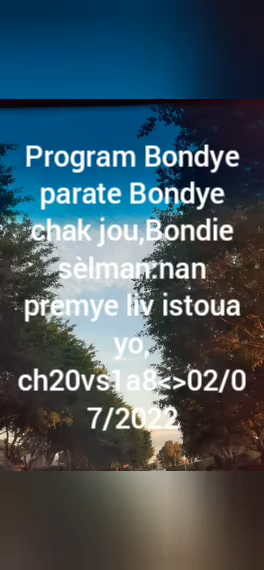 Program Bondye
parate Bondye
chak jou,Bondie
sèlman:nan
premye liv istoua
yo,
ch20vs1a8<>02/0
7/2022